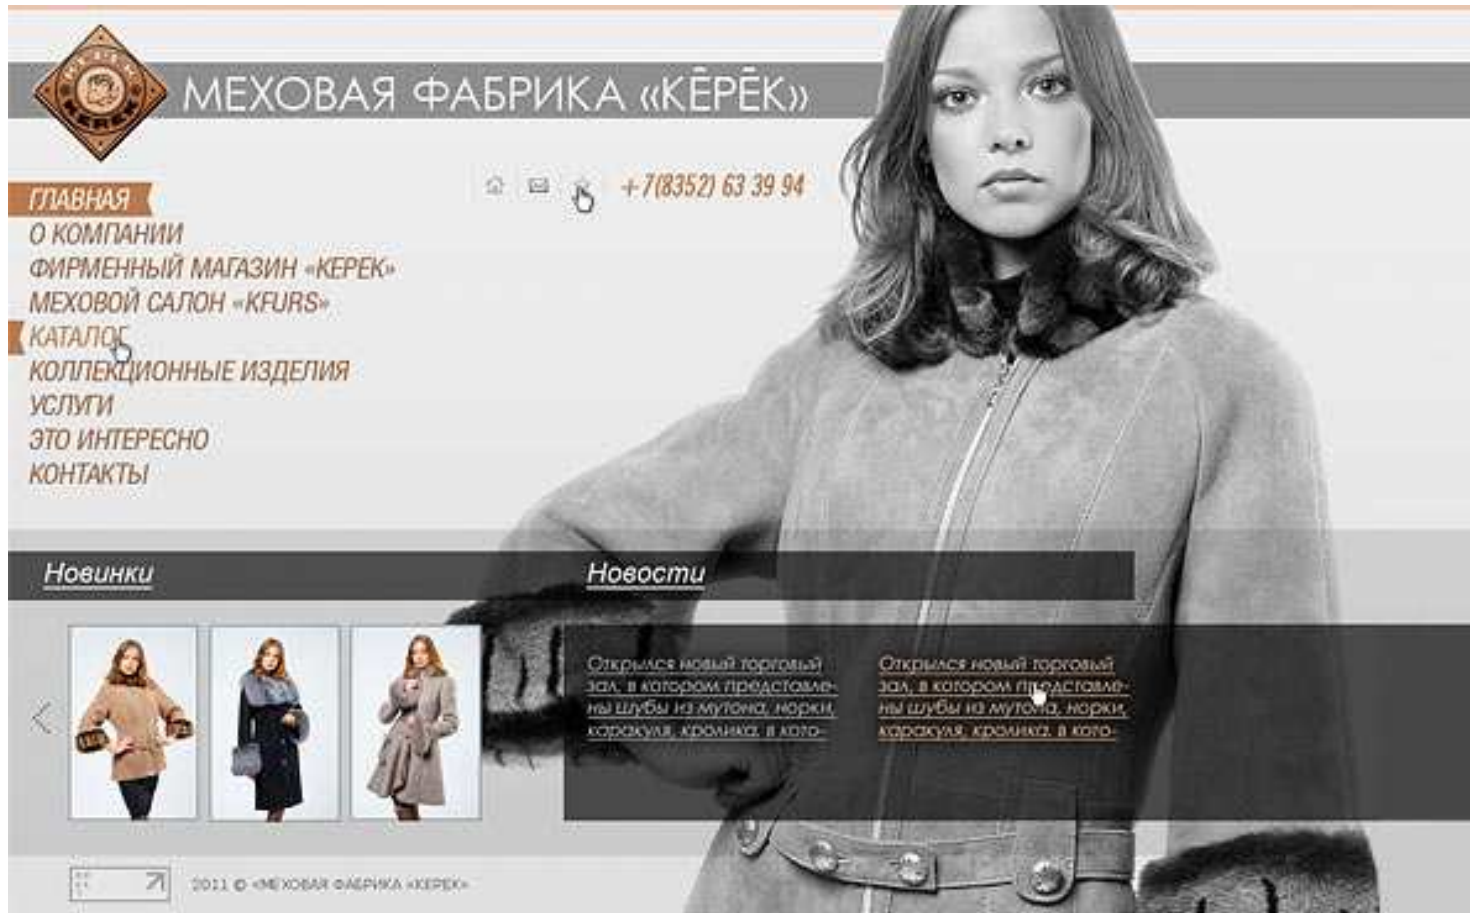 КЕРЕК
МЕХОВАЯ ФАБРИКА «КĒРĒК»
+7(8352) 63 39 94
ГЛАВНАЯ
О КОМПАНИИ
ФИРМЕННЫЙ МАГАЗИН «КЕРЕК»
МЕХОВОЙ САЛОН «KFURS»
КАТАЛОГ
КОЛЛЕКЦИОННЫЕ ИЗДЕЛИЯ
УСЛУГИ
ЭТО ИНТЕРЕСНО
КОНТАКТЫ
Новинки
Новости
Открылся новый торговый
зал, в котором представле-
ны шубы из мутона, норки,
каракуля, кролика, в кото-
Открылся новый торговый
зал, в котором представле-
ны шубы из мутона, норки,
каракуля, кролика, в кото-
2011 © «МЕХОВАЯ ФАБРИКА «КЕРЕК»